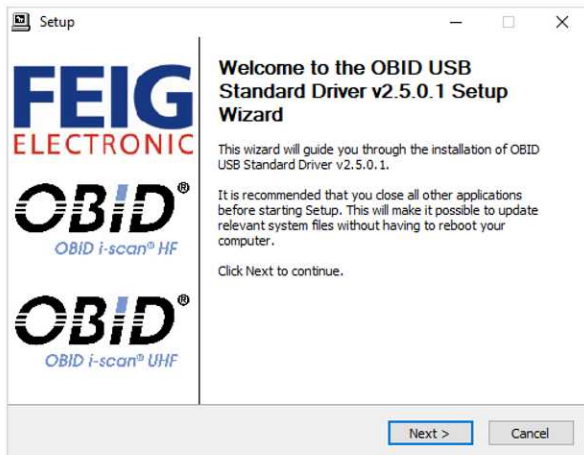 Setup
FEIG
ELECTRONIC
OBID®
OBID i-scan® HF
OBID®
OBID i-scan® UHF
Welcome to the OBID USB
Standard Driver v2.5.0.1 Setup
Wizard
This wizard will guide you through the installation of OBID
USB Standard Driver v2.5.0.1.
It is recommended that you close all other applications
before starting Setup. This will make it possible to update
relevant system files without having to reboot your
computer.
Click Next to continue.
Next >
Cancel